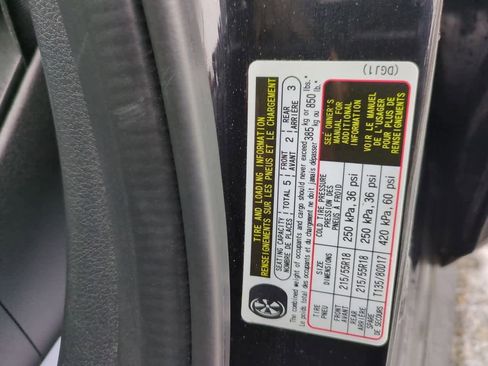 TIRE AND LOADING INFORMATION
RENSEIGNEMENTS SUR LES PNEUS ET LE CHARGEMENT
SEATING CAPACITY TOTAL 5 FRONT 2 REAR 3
NOMBRE DE PLACES AVANT ARRIÈRE
The combined weight of occupants and cargo should never exceed 385 kg or 850 lbs.
Le poids total des occupants et du chargement ne doit jamais dépasser kg ou lb.
TIRE SIZE COLD TIRE PRESSURE
PNEU DIMENSIONS PRESSION DES PNEUS À FROID
FRONT AVANT 215/55R18 250 kPa, 36 psi
REAR ARRIÈRE 215/55R18 250 kPa, 36 psi
SPARE DE SECOURS T135/80D17 420 kPa, 60 psi
SEE OWNER'S
MANUAL FOR
ADDITIONAL
INFORMATION
VOIR LE MANUEL
DE L'USAGER
POUR PLUS DE
RENSEIGNEMENTS
(DGJ1)